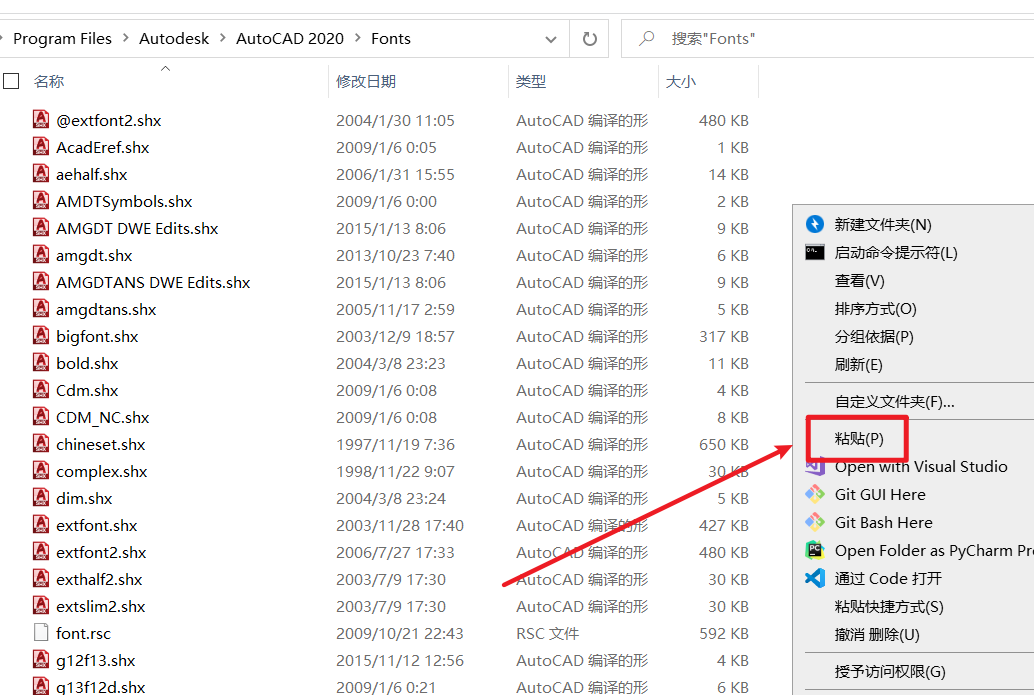 Program Files > Autodesk > AutoCAD 2020 > Fonts
搜索"Fonts"
名称 修改日期 类型 大小
@extfont2.shx 2004/1/30 11:05 AutoCAD 编译的形 480 KB
AcadEref.shx 2009/1/6 0:05 AutoCAD 编译的形 1 KB
aehalf.shx 2006/1/31 15:55 AutoCAD 编译的形 14 KB
AMDTSymbols.shx 2009/1/6 0:00 AutoCAD 编译的形 2 KB
AMGDT DWE Edits.shx 2015/1/13 8:06 AutoCAD 编译的形 9 KB
amgdt.shx 2013/10/23 7:40 AutoCAD 编译的形 6 KB
AMGDTANS DWE Edits.shx 2015/1/13 8:06 AutoCAD 编译的形 9 KB
amgdtans.shx 2005/11/17 2:59 AutoCAD 编译的形 5 KB
bigfont.shx 2003/12/9 18:57 AutoCAD 编译的形 317 KB
bold.shx 2004/3/8 23:23 AutoCAD 编译的形 11 KB
Cdm.shx 2009/1/6 0:08 AutoCAD 编译的形 4 KB
CDM_NC.shx 2009/1/6 0:08 AutoCAD 编译的形 8 KB
chineset.shx 1997/11/19 7:36 AutoCAD 编译的形 650 KB
complex.shx 1998/11/22 9:07 AutoCAD 编译的形 30 KB
dim.shx 2004/3/8 23:24 AutoCAD 编译的形 5 KB
extfont.shx 2003/11/28 17:40 AutoCAD 编译的形 427 KB
extfont2.shx 2006/7/27 17:33 AutoCAD 编译的形 480 KB
exthalf2.shx 2003/7/9 17:30 AutoCAD 编译的形 30 KB
extslim2.shx 2003/7/9 17:30 AutoCAD 编译的形 30 KB
font.rsc 2009/10/21 22:43 RSC 文件 592 KB
g12f13.shx 2015/11/12 12:56 AutoCAD 编译的形 4 KB
g13f12d.shx 2009/1/6 0:21 AutoCAD 编译的形 6 KB
新建文件夹(N)
启动命令提示符(L)
查看(V)
排序方式(O)
分组依据(P)
刷新(E)
自定义文件夹(F)...
粘贴(P)
Open with Visual Studio
Git GUI Here
Git Bash Here
Open Folder as PyCharm Pr
通过 Code 打开
粘贴快捷方式(S)
撤消 删除(U)
授予访问权限(G)